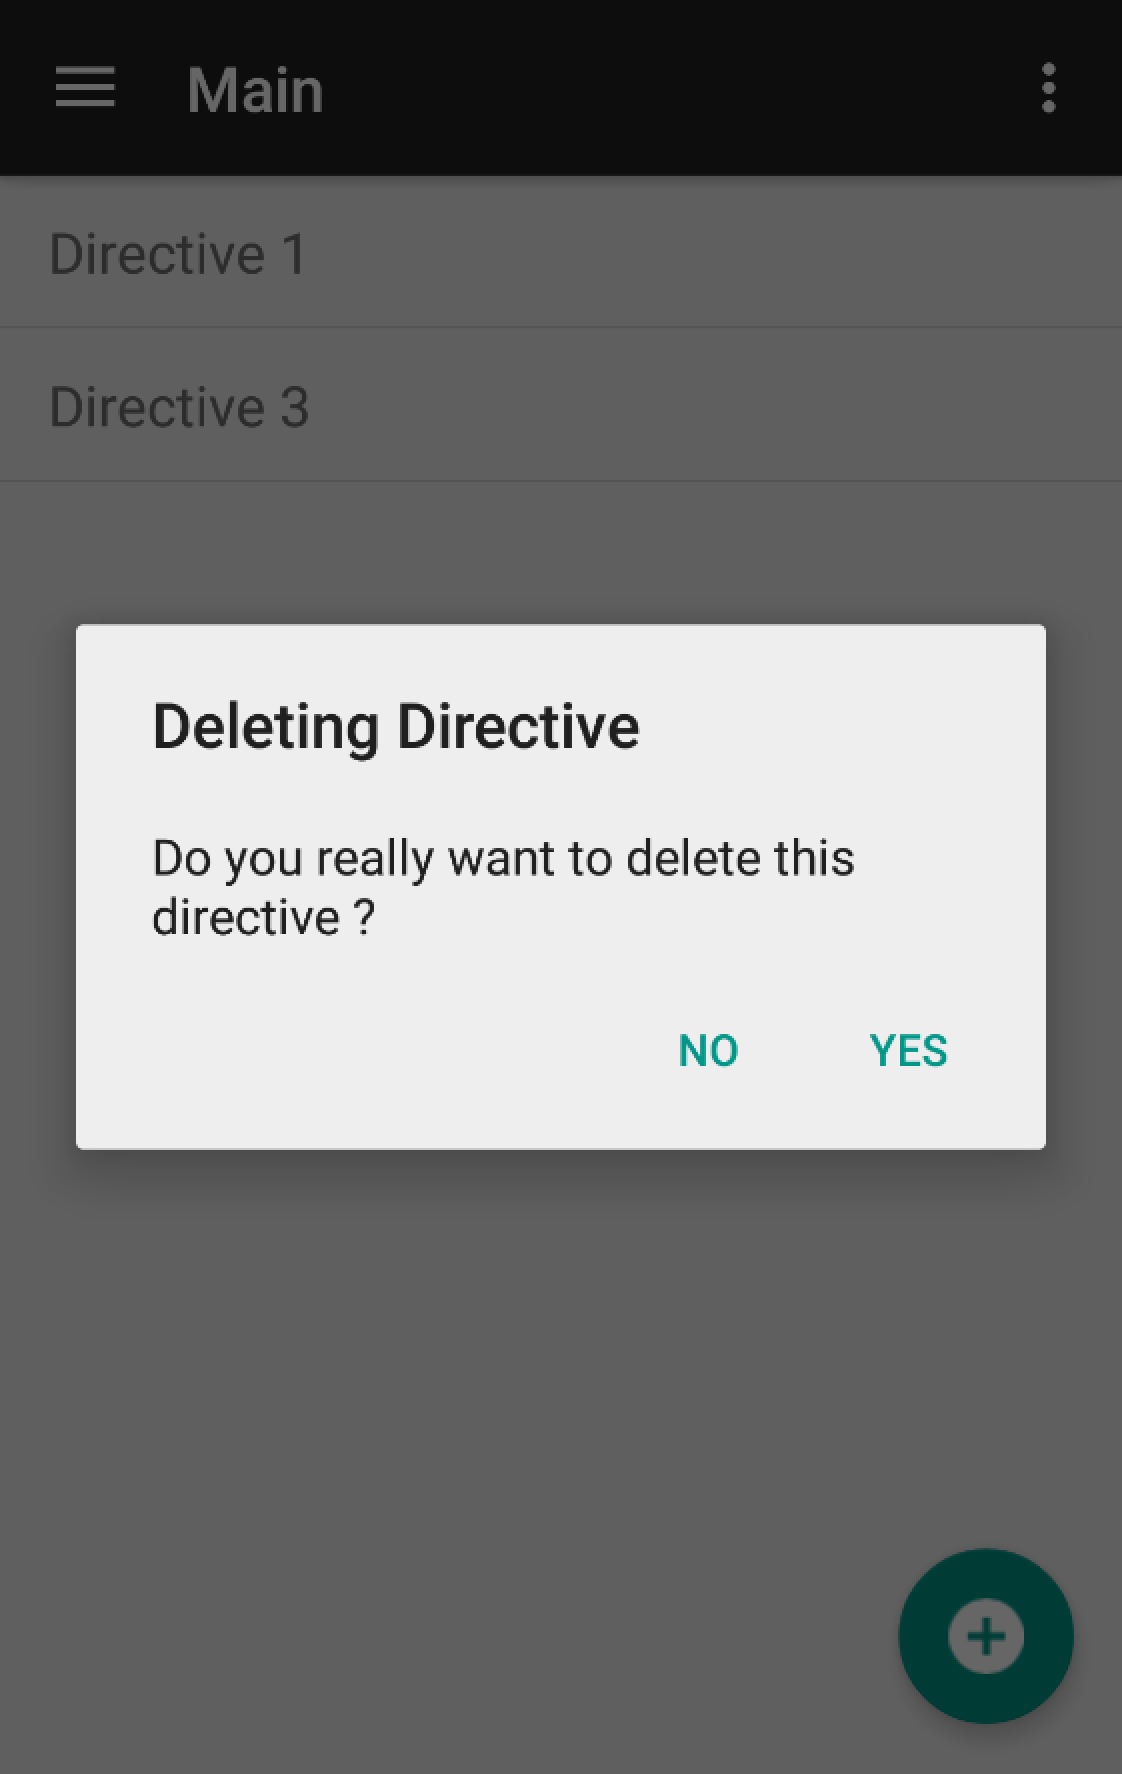 Main
Directive 1
Directive 3
Deleting Directive
Do you really want to delete this
directive ?
NO YES